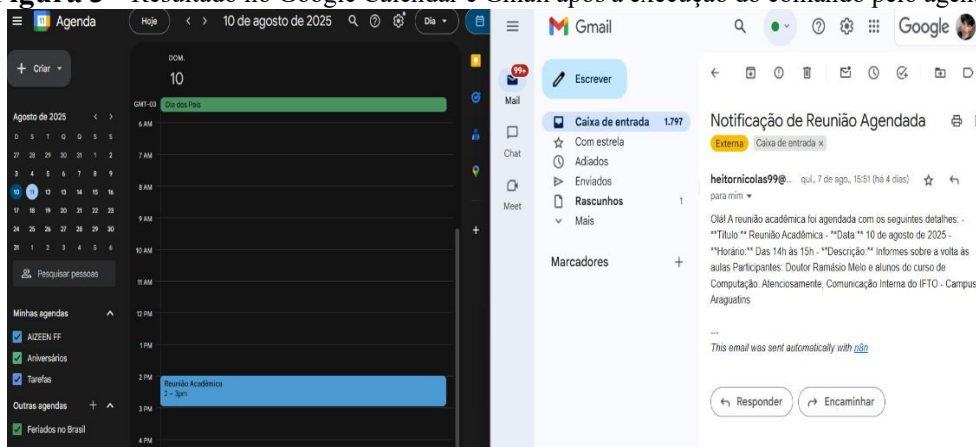 Figura 3 - Resultado no Google Calendar e Gmail após a execução do comando pelo agente
Agenda
Hoje
10 de agosto de 2025
Dia
Criar
Agosto de 2025
D S T Q Q S S
27 28 29 30 31 1 2
3 4 5 6 7 8 9
10 11 12 13 14 15 16
17 18 19 20 21 22 23
24 25 26 27 28 29 30
31 1 2 3 4 5 6
Pesquisar pessoas
Minhas agendas
AIZEEN FF
Aniversários
Tarefas
Outras agendas
Feriados no Brasil
DOM.
10
GMT-03
Dia dos Pais
6 AM
7 AM
8 AM
9 AM
10 AM
11 AM
12 PM
1 PM
2 PM
Reunião Acadêmica
2 – 3pm
3 PM
4 PM
99+
Mail
Chat
Meet
Gmail
Google
Escrever
Caixa de entrada 1.797
Com estrela
Adiados
Enviados
Rascunhos 1
Mais
Marcadores +
Notificação de Reunião Agendada
Externa Caixa de entrada x
heitornicolas99@... qui., 7 de ago., 15:51 (há 4 dias)
para mim
Olá! A reunião acadêmica foi agendada com os seguintes detalhes: -
**Título:** Reunião Acadêmica - **Data:** 10 de agosto de 2025 -
**Horário:** Das 14h às 15h - **Descrição:** Informes sobre a volta às
aulas Participantes: Doutor Ramásio Melo e alunos do curso de
Computação. Atenciosamente, Comunicação Interna do IFTO - Campus
Araguatins
---
This email was sent automatically with n8n
Responder
Encaminhar